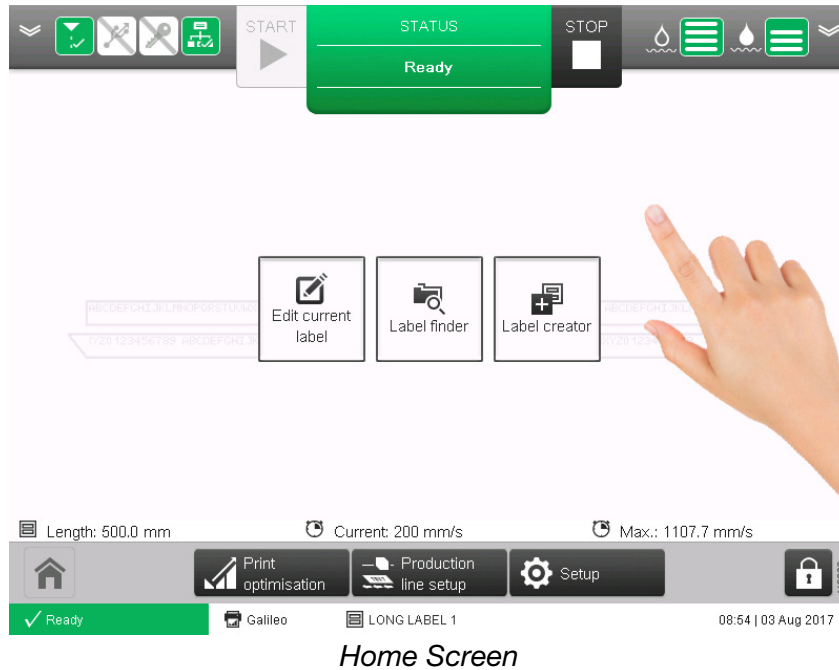 START
STATUS
Ready
STOP
Edit current
label
Label finder
Label creator
XYZ0123456789
Length: 500.0 mm
Current: 200 mm/s
Max.: 1107.7 mm/s
Print
optimisation
Production
line setup
Setup
Ready
Galileo
LONG LABEL 1
08:54 | 03 Aug 2017
Home Screen